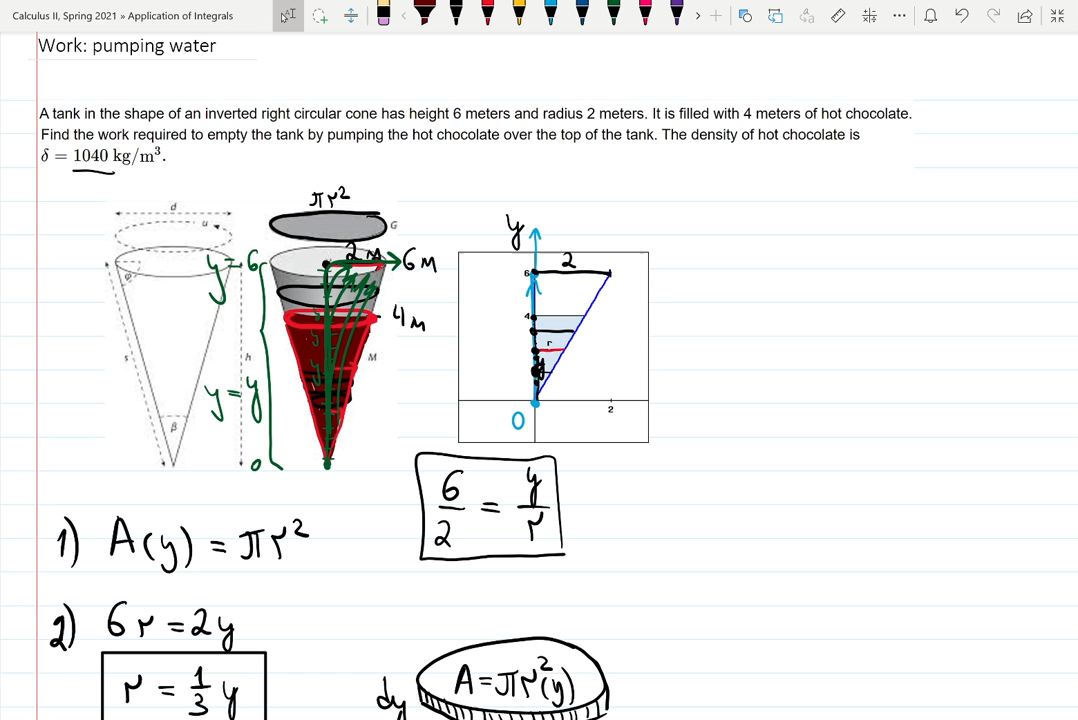 Calculus II, Spring 2021 » Application of Integrals
Work: pumping water
A tank in the shape of an inverted right circular cone has height 6 meters and radius 2 meters. It is filled with 4 meters of hot chocolate.
Find the work required to empty the tank by pumping the hot chocolate over the top of the tank. The density of hot chocolate is
δ = 1040 kg/m³.
πr²
d
u
G
y
y=6
2 M
6 M
2
6
φ
4 M
4
r
s
h
M
y=y
y
2
β
0
0
6/2 = y/r
1) A(y) = πr²
2) 6r = 2y
r = 1/3 y
dy
A=πr²(y)